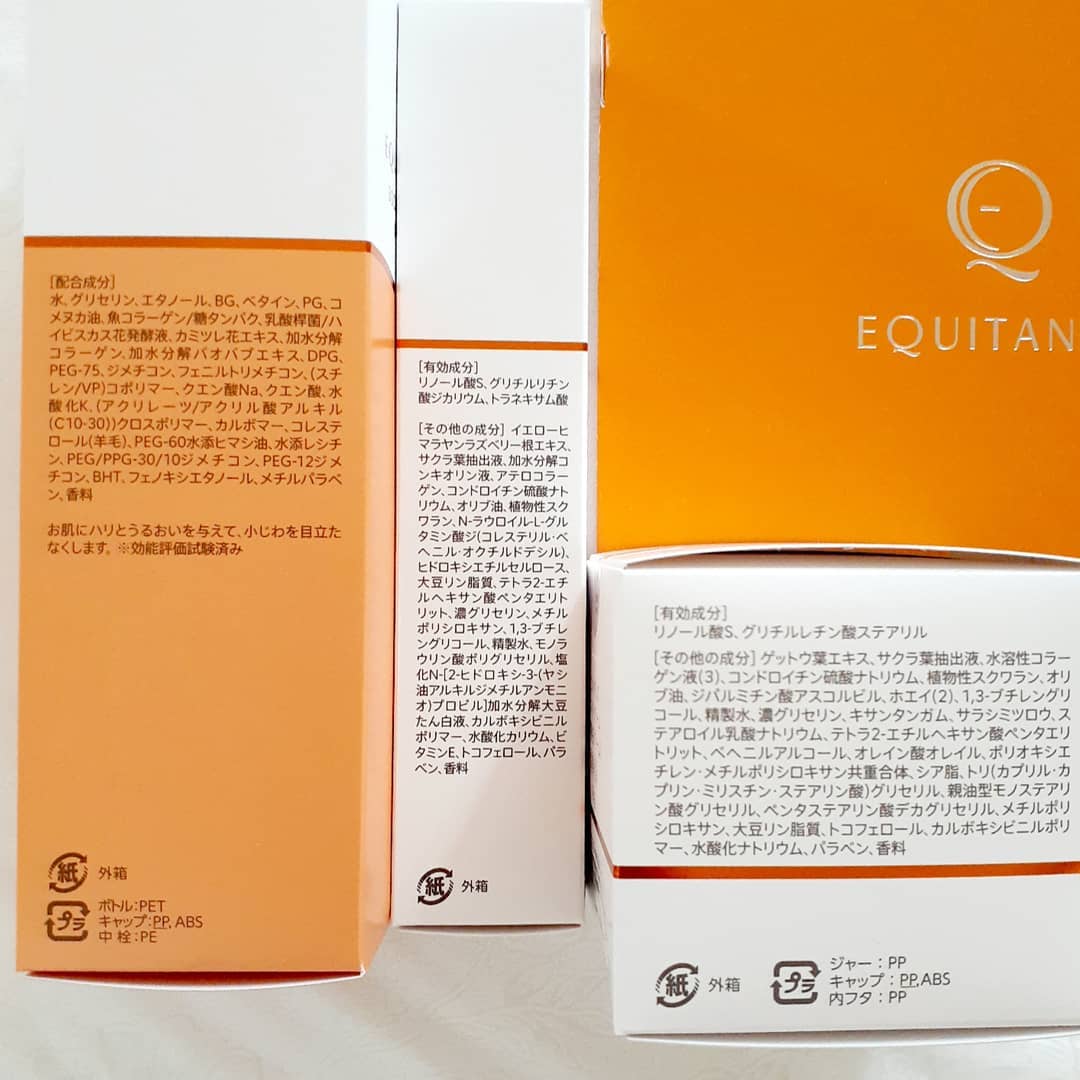 [配合成分]
水、グリセリン、エタノール、BG、ベタイン、PG、コ
メヌカ油、魚コラーゲン/糖タンパク、乳酸桿菌/ハ
イビスカス花発酵液、カミツレ花エキス、加水分解
コラーゲン、加水分解バオバブエキス、DPG、
PEG-75、ジメチコン、フェニルトリメチコン、(スチ
レン/VP)コポリマー、クエン酸Na、クエン酸、水
酸化K、(アクリレーツ/アクリル酸アルキル
(C10-30))クロスポリマー、カルボマー、コレステ
ロール(羊毛)、PEG-60水添ヒマシ油、水添レシチ
ン、PEG/PPG-30/10ジメチコン、PEG-12ジメ
チコン、BHT、フェノキシエタノール、メチルパラベ
ン、香料
お肌にハリとうるおいを与えて、小じわを目立た
なくします。※効能評価試験済み
紙 外箱
プラ ボトル:PET
キャップ:PP, ABS
中 栓:PE
[有効成分]
リノール酸S、グリチルリチン
酸ジカリウム、トラネキサム酸
[その他の成分] イエローヒ
マラヤンラズベリー根エキス、
サクラ葉抽出液、加水分解コ
ンキオリン液、アテロコラー
ゲン、コンドロイチン硫酸ナト
リウム、オリブ油、植物性スク
ワラン、N-ラウロイル-L-グル
タミン酸ジ(コレステリル・ベ
ヘニル・オクチルドデシル)、
ヒドロキシエチルセルロース、
大豆リン脂質、テトラ2-エチ
ルヘキサン酸ペンタエリト
リット、濃グリセリン、メチル
ポリシロキサン、1,3-ブチレ
ングリコール、精製水、モノラ
ウリン酸ポリグリセリル、塩
化N-[2-ヒドロキシ-3-(ヤシ
油アルキルジメチルアンモニ
オ)プロピル]加水分解大豆
たん白液、カルボキシビニル
ポリマー、水酸化カリウム、ビ
タミンE、トコフェロール、パラ
ベン、香料
紙 外箱
EQUITAN
[有効成分]
リノール酸S、グリチルレチン酸ステアリル
[その他の成分] ゲットウ葉エキス、サクラ葉抽出液、水溶性コラー
ゲン液(3)、コンドロイチン硫酸ナトリウム、植物性スクワラン、オリ
ブ油、ジパルミチン酸アスコルビル、ホエイ(2)、1,3-ブチレングリ
コール、精製水、濃グリセリン、キサンタンガム、サラシミツロウ、ス
テアロイル乳酸ナトリウム、テトラ2-エチルヘキサン酸ペンタエリ
トリット、ベヘニルアルコール、オレイン酸オレイル、ポリオキシエ
チレン・メチルポリシロキサン共重合体、シア脂、トリ(カプリル・カ
プリン・ミリスチン・ステアリン酸)グリセリル、親油型モノステアリ
ン酸グリセリル、ペンタステアリン酸デカグリセリル、メチルポリ
シロキサン、大豆リン脂質、トコフェロール、カルボキシビニルポリ
マー、水酸化ナトリウム、パラベン、香料
紙 外箱
プラ ジャー:PP
キャップ:PP,ABS
内フタ:PP